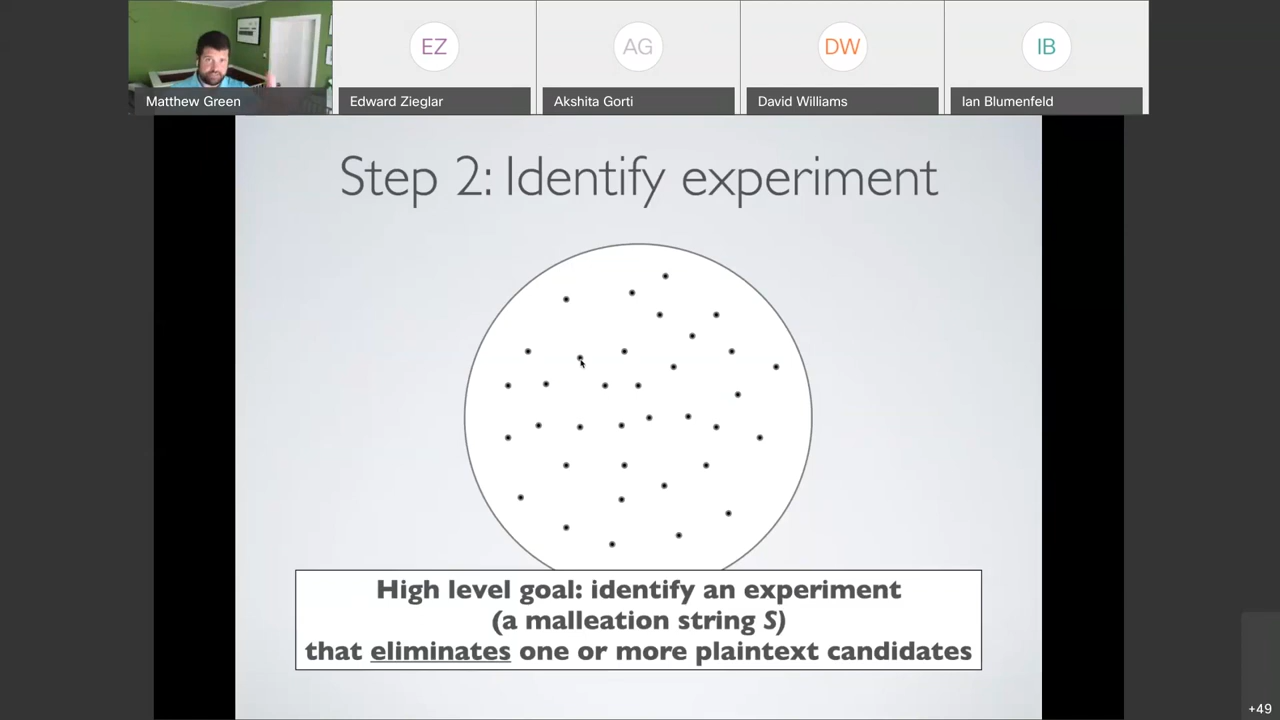 EZ
AG
DW
IB
Matthew Green
Edward Zieglar
Akshita Gorti
David Williams
Ian Blumenfeld
Step 2: Identify experiment
High level goal: identify an experiment
(a malleation string S)
that eliminates one or more plaintext candidates
+49